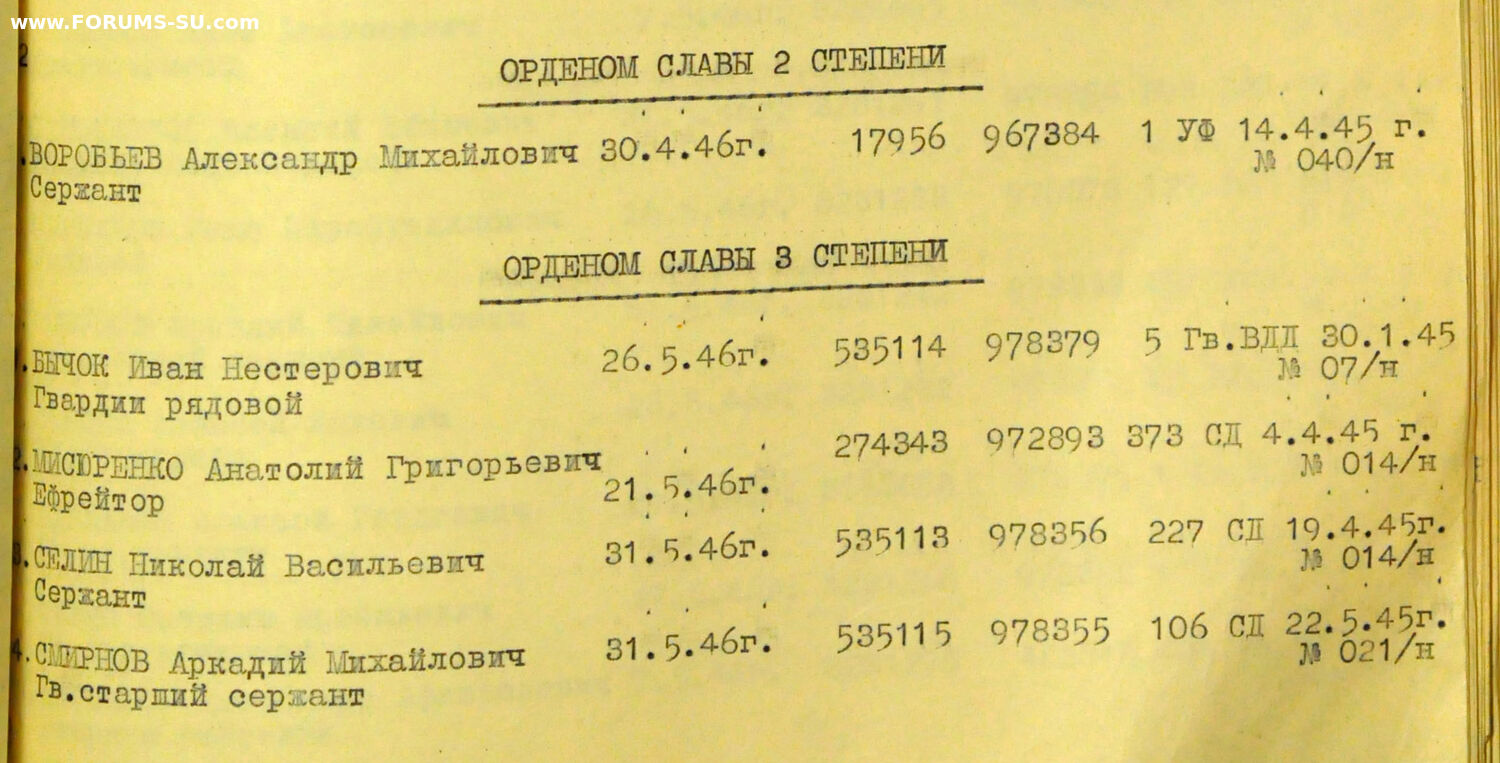 www.FORUMS-SU.com
2
ОРДЕНОМ СЛАВЫ 2 СТЕПЕНИ
.ВОРОБЬЕВ Александр Михайлович 30.4.46г. 17956 967384 1 УФ 14.4.45 г.
№ 040/н
Сержант
ОРДЕНОМ СЛАВЫ 3 СТЕПЕНИ
.БЫЧОК Иван Нестерович 26.5.46г. 535114 978379 5 Гв.ВДД 30.1.45
№ 07/н
Гвардии рядовой
2.МИСЮРЕНКО Анатолий Григорьевич 274343 972893 373 СД 4.4.45 г.
№ 014/н
Ефрейтор 21.5.46г.
3.СЕЛИН Николай Васильевич 31.5.46г. 535113 978356 227 СД 19.4.45г.
№ 014/н
Сержант
4.СМИРНОВ Аркадий Михайлович 31.5.46г. 535115 978355 106 СД 22.5.45г.
№ 021/н
Гв.старший сержант